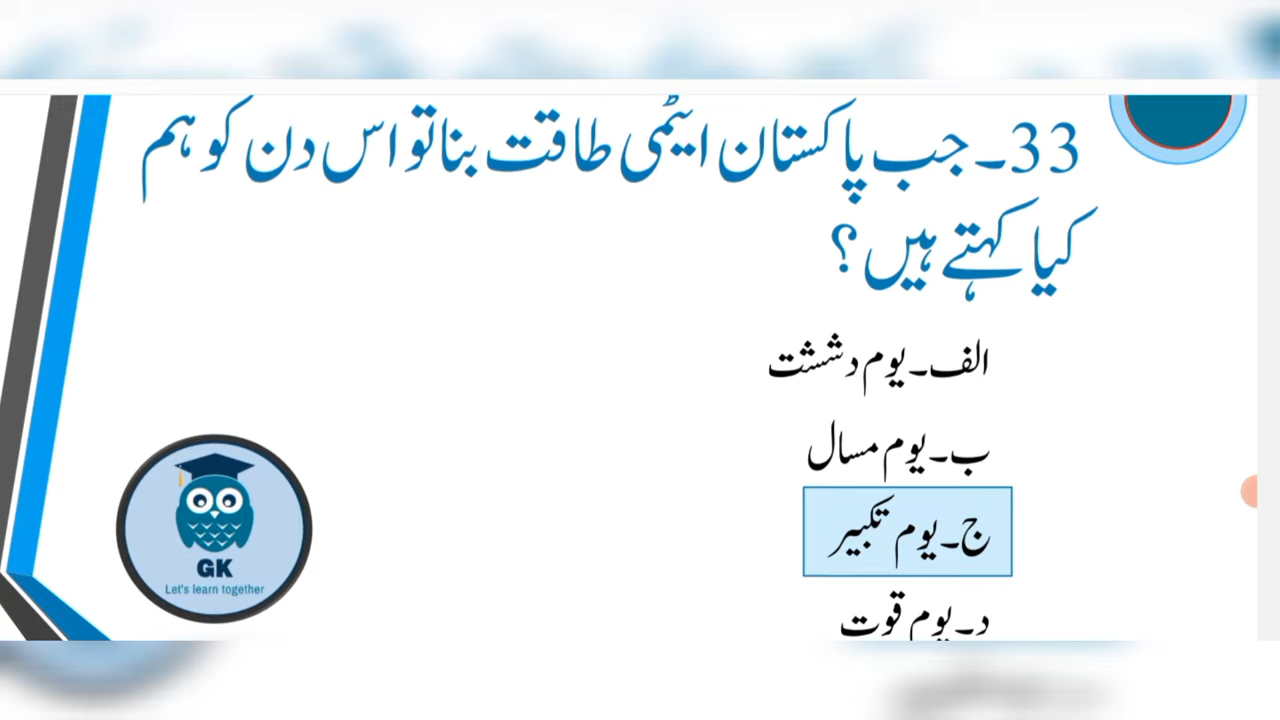 33۔ جب پاکستان ایٹمی طاقت بنا تو اس دن کو ہم
کیا کہتے ہیں؟
الف۔ یوم دشثت
ب۔ یوم مسال
ج۔ یوم تکبیر
د۔ یوم قوت
GK
Let's learn together